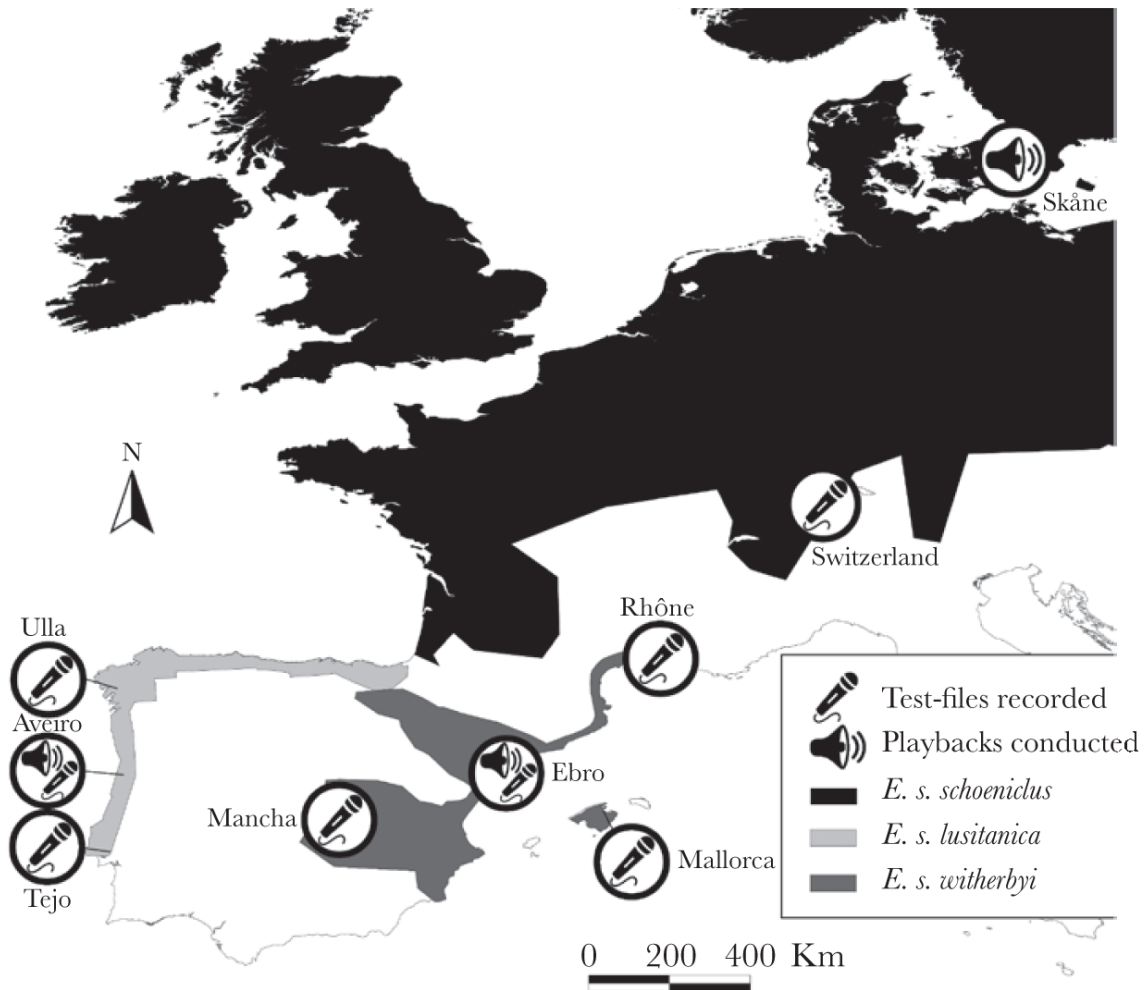 Skåne
N
Switzerland
Rhône
Ulla
Aveiro
Ebro
Mancha
Mallorca
Tejo
Test-files recorded
Playbacks conducted
E. s. schoeniclus
E. s. lusitanica
E. s. witherbyi
0 200 400 Km